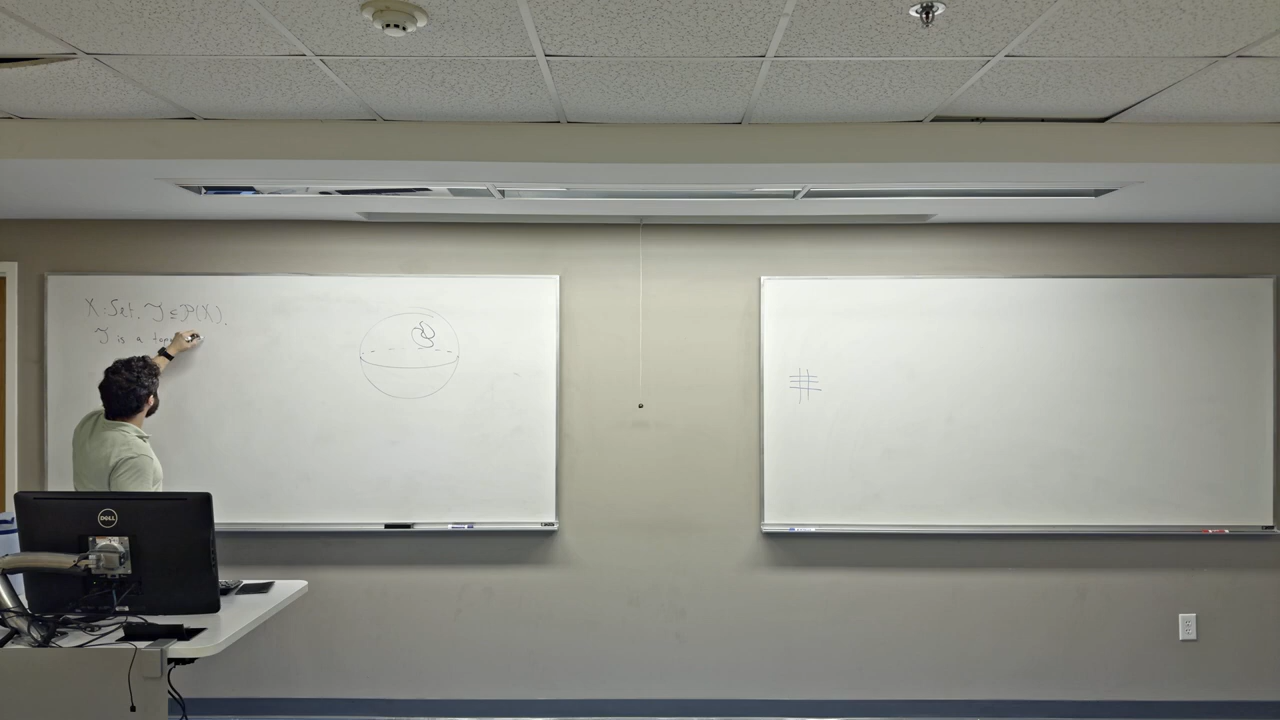 X : Set. 𝒯 ⊆ 𝒫(X).
𝒯 is a top
DELL